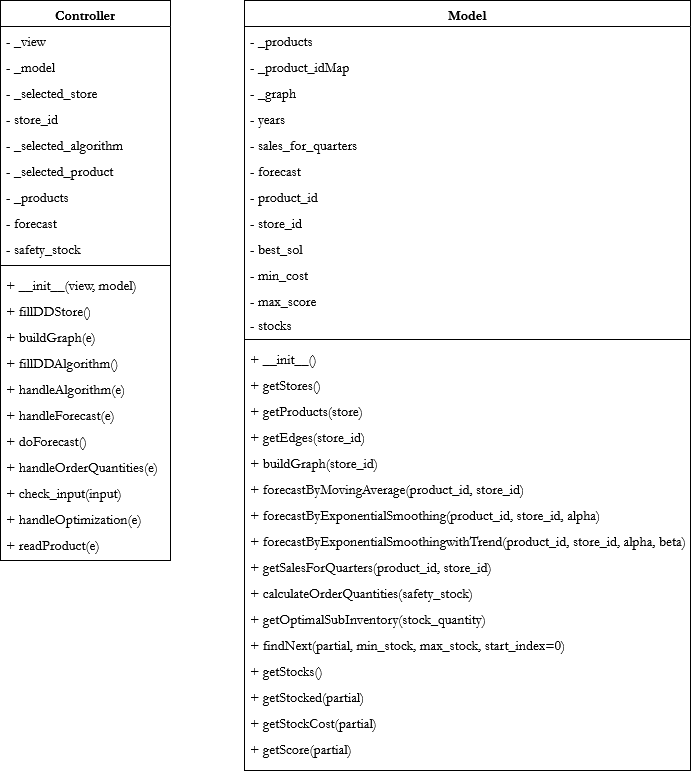 Controller
- _view
- _model
- _selected_store
- store_id
- _selected_algorithm
- _selected_product
- _products
- forecast
- safety_stock
+ __init__(view, model)
+ fillDDStore()
+ buildGraph(e)
+ fillDDAlgorithm()
+ handleAlgorithm(e)
+ handleForecast(e)
+ doForecast()
+ handleOrderQuantities(e)
+ check_input(input)
+ handleOptimization(e)
+ readProduct(e)
Model
- _products
- _product_idMap
- _graph
- years
- sales_for_quarters
- forecast
- product_id
- store_id
- best_sol
- min_cost
- max_score
- stocks
+ __init__()
+ getStores()
+ getProducts(store)
+ getEdges(store_id)
+ buildGraph(store_id)
+ forecastByMovingAverage(product_id, store_id)
+ forecastByExponentialSmoothing(product_id, store_id, alpha)
+ forecastByExponentialSmoothingwithTrend(product_id, store_id, alpha, beta)
+ getSalesForQuarters(product_id, store_id)
+ calculateOrderQuantities(safety_stock)
+ getOptimalSubInventory(stock_quantity)
+ findNext(partial, min_stock, max_stock, start_index=0)
+ getStocks()
+ getStocked(partial)
+ getStockCost(partial)
+ getScore(partial)